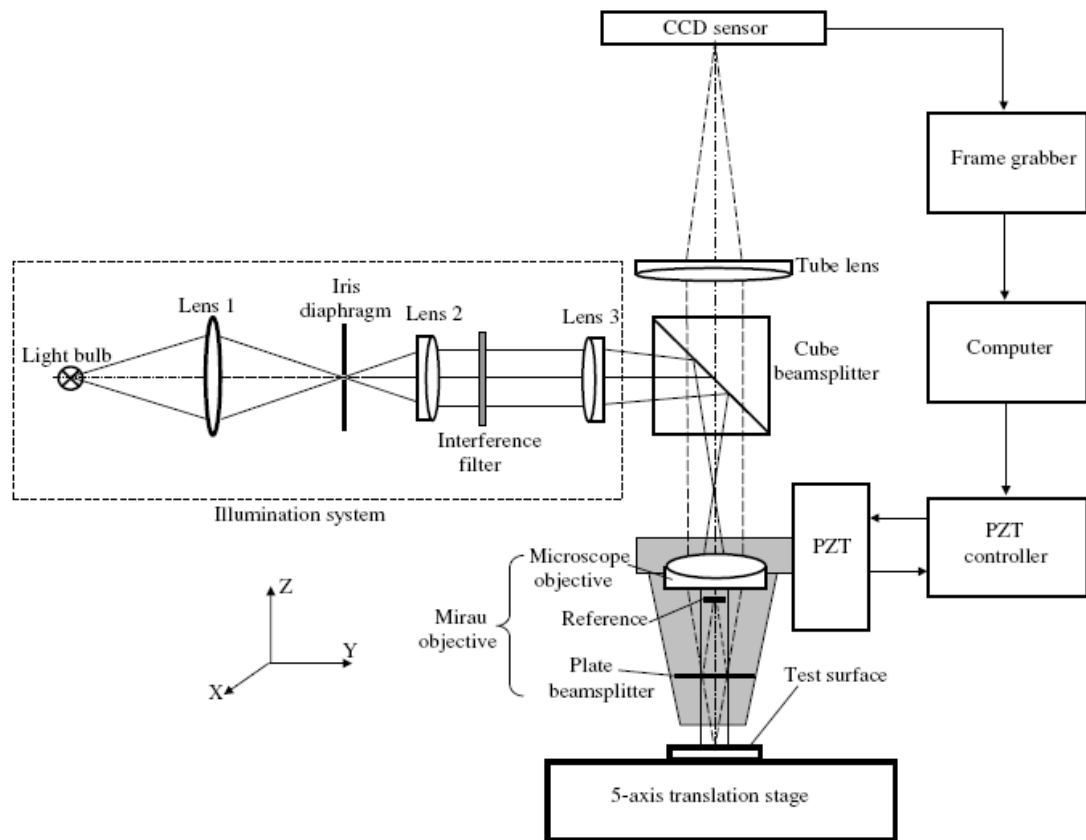 CCD sensor
Frame grabber
Tube lens
Iris
diaphragm
Lens 1
Lens 2
Lens 3
Light bulb
Cube
beamsplitter
Computer
Interference
filter
Illumination system
PZT
PZT
controller
Microscope
objective
Reference
Mirau
objective
Plate
beamsplitter
Test surface
Z
Y
X
5-axis translation stage